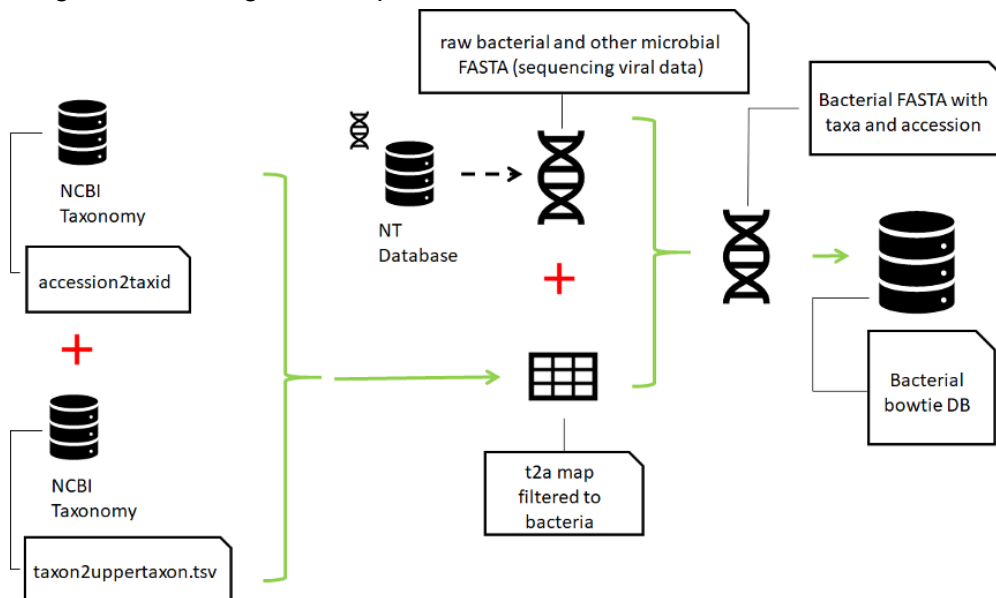 raw bacterial and other microbial
FASTA (sequencing viral data)
Bacterial FASTA with
taxa and accession
NCBI
Taxonomy
NT
Database
accession2taxid
+
+
Bacterial
bowtie DB
NCBI
Taxonomy
t2a map
filtered to
bacteria
taxon2uppertaxon.tsv